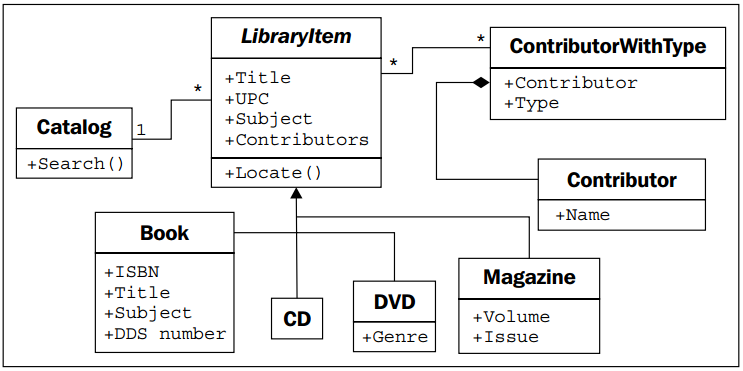 LibraryItem
+Title
+UPC
+Subject
+Contributors
+Locate()
*
*
ContributorWithType
+Contributor
+Type
Catalog
+Search()
1
*
Contributor
+Name
Book
+ISBN
+Title
+Subject
+DDS number
CD
DVD
+Genre
Magazine
+Volume
+Issue